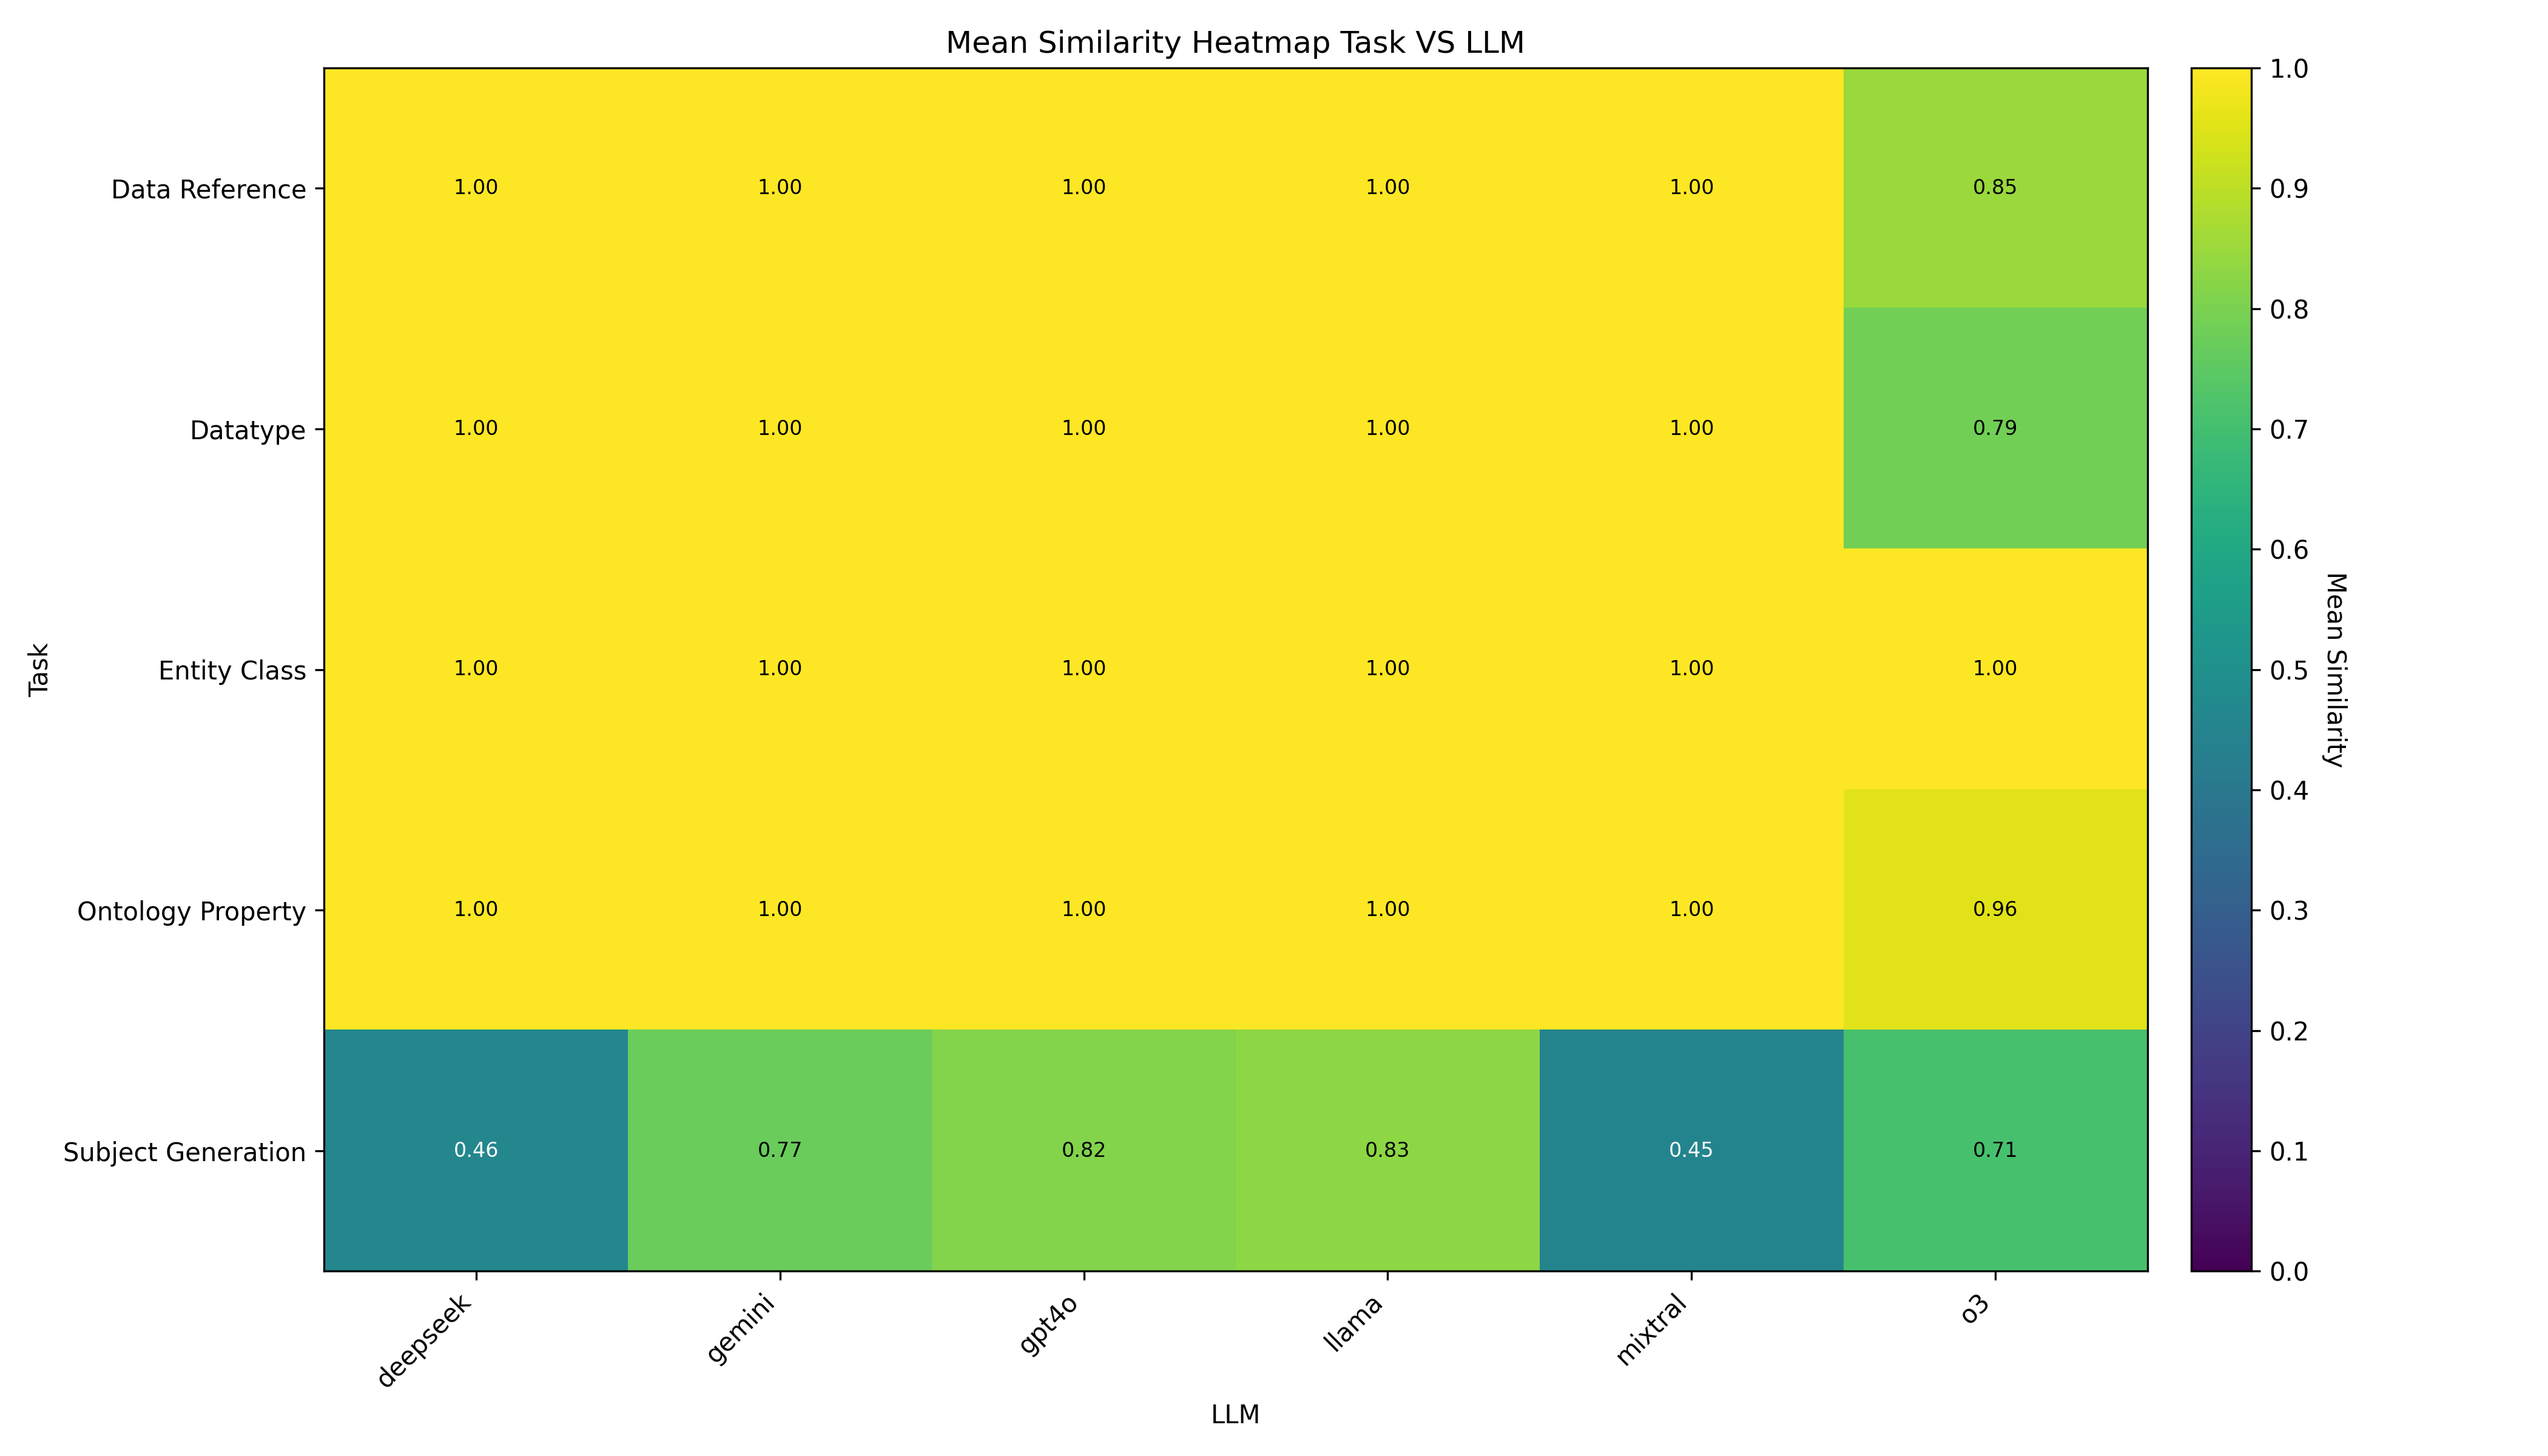 Mean Similarity Heatmap Task VS LLM
Task
Data Reference 1.00 1.00 1.00 1.00 1.00 0.85
Datatype 1.00 1.00 1.00 1.00 1.00 0.79
Entity Class 1.00 1.00 1.00 1.00 1.00 1.00
Ontology Property 1.00 1.00 1.00 1.00 1.00 0.96
Subject Generation 0.46 0.77 0.82 0.83 0.45 0.71
deepseek gemini gpt4o llama mixtral o3
LLM
1.0
0.9
0.8
0.7
0.6
0.5
0.4
0.3
0.2
0.1
0.0
Mean Similarity